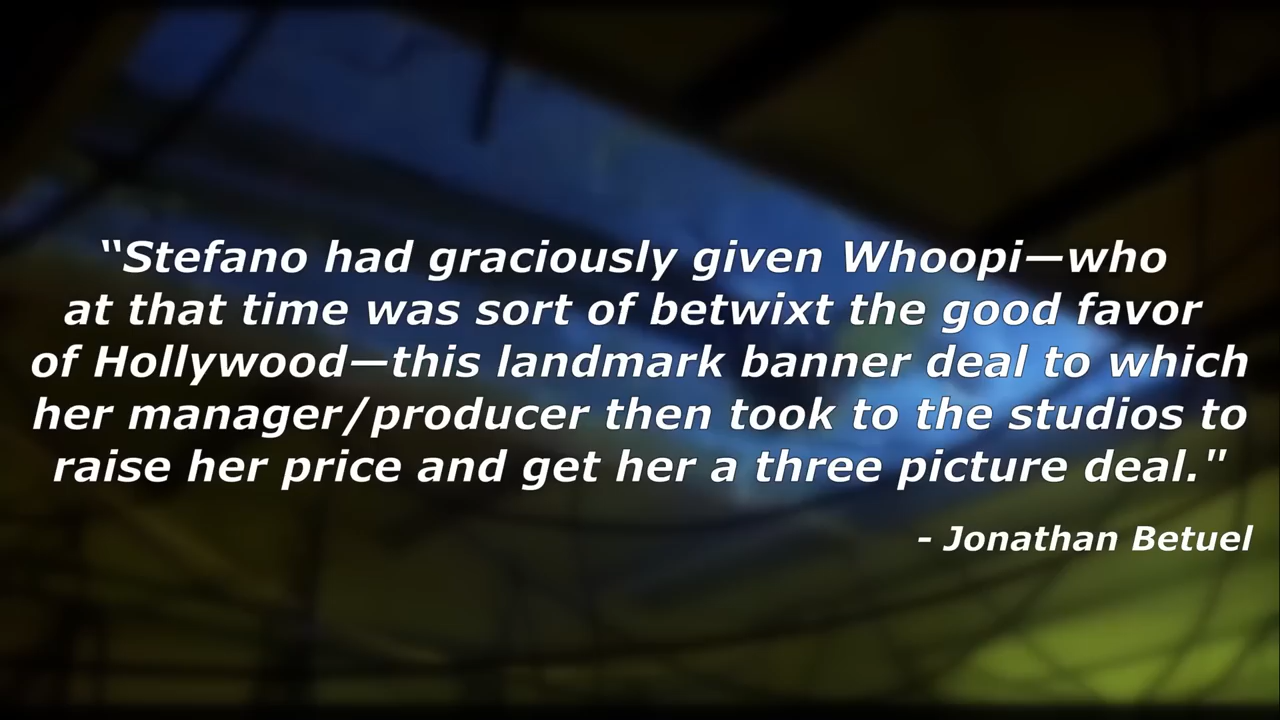 “Stefano had graciously given Whoopi—who
at that time was sort of betwixt the good favor
of Hollywood—this landmark banner deal to which
her manager/producer then took to the studios to
raise her price and get her a three picture deal."
- Jonathan Betuel